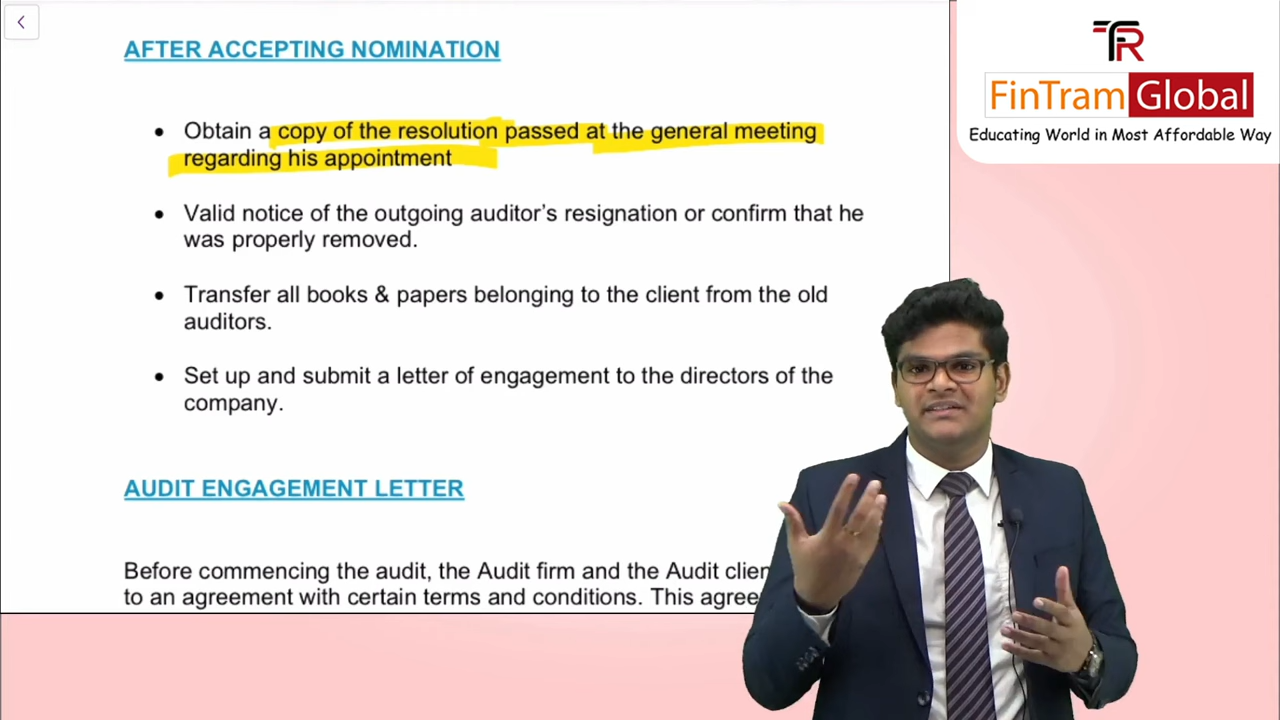 AFTER ACCEPTING NOMINATION
• Obtain a copy of the resolution passed at the general meeting
regarding his appointment
• Valid notice of the outgoing auditor's resignation or confirm that he
was properly removed.
• Transfer all books & papers belonging to the client from the old
auditors.
• Set up and submit a letter of engagement to the directors of the
company.
AUDIT ENGAGEMENT LETTER
Before commencing the audit, the Audit firm and the Audit
to an agreement with certain terms and conditions. This
TR
FinTram Global
Educating World in Most Affordable Way